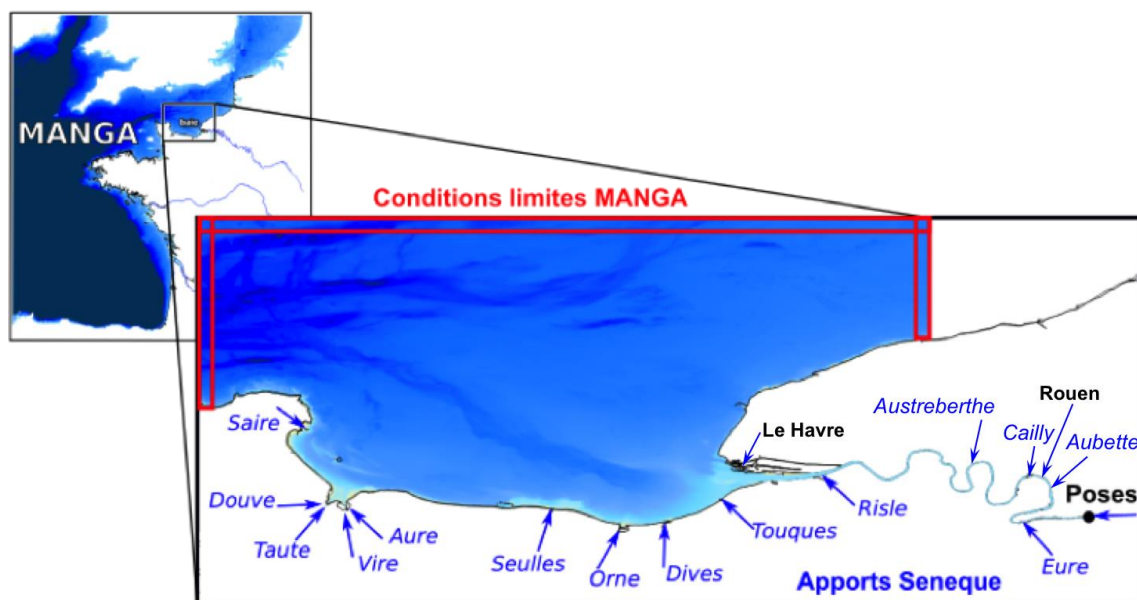 MANGA
baie
Conditions limites MANGA
Saire
Douve
Taute
Vire
Aure
Seulles
Orne
Dives
Touques
Le Havre
Risle
Austreberthe
Rouen
Cailly
Aubette
Poses
Eure
Apports Seneque